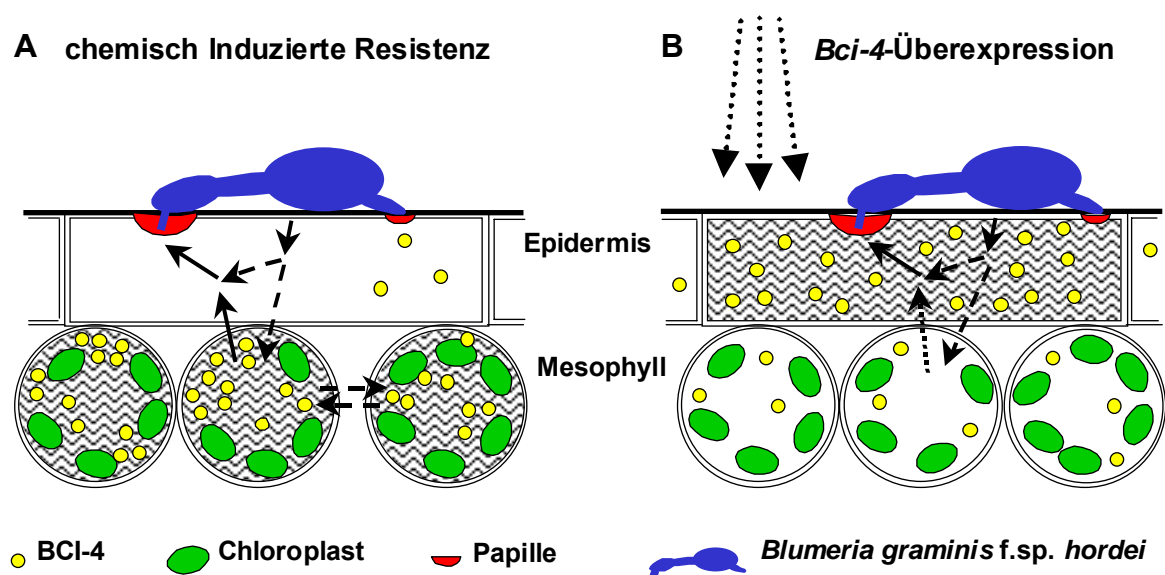 A chemisch Induzierte Resistenz
B Bci-4-Überexpression
Epidermis
Mesophyll
BCI-4
Chloroplast
Papille
Blumeria graminis f.sp. hordei